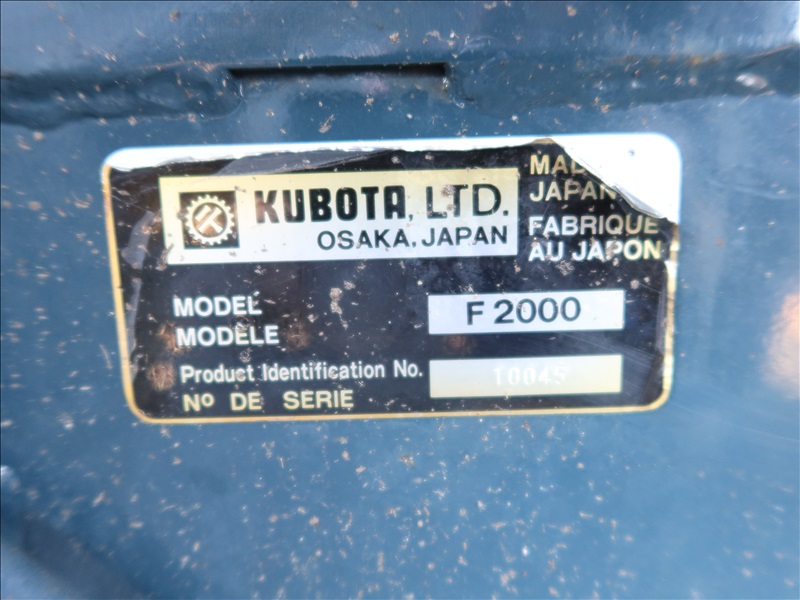 KUBOTA, LTD.
OSAKA, JAPAN
JAPAN
FABRIQUE
AU JAPON
MODEL
MODELE
F 2000
Product Identification No.
Nº DE SERIE
10045